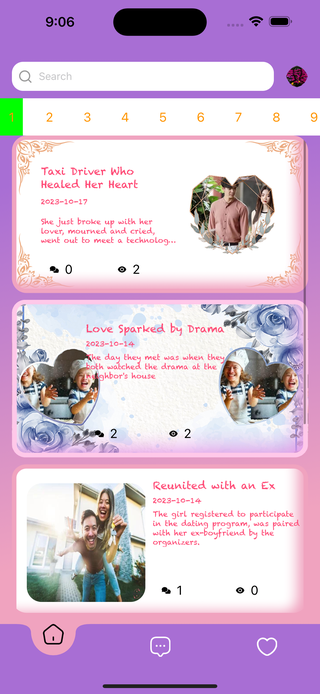 9:06
Search
1 2 3 4 5 6 7 8 9
Taxi Driver Who
Healed Her Heart
2023-10-17
She just broke up with her
lover, mourned and cried,
went out to meet a technolog...
0 2
Love Sparked by Drama
2023-10-14
The day they met was when they
both watched the drama at the
neighbor's house
2 2
Reunited with an Ex
2023-10-14
The girl registered to participate
in the dating program, was paired
with her ex-boyfriend by the
organizers.
1 0